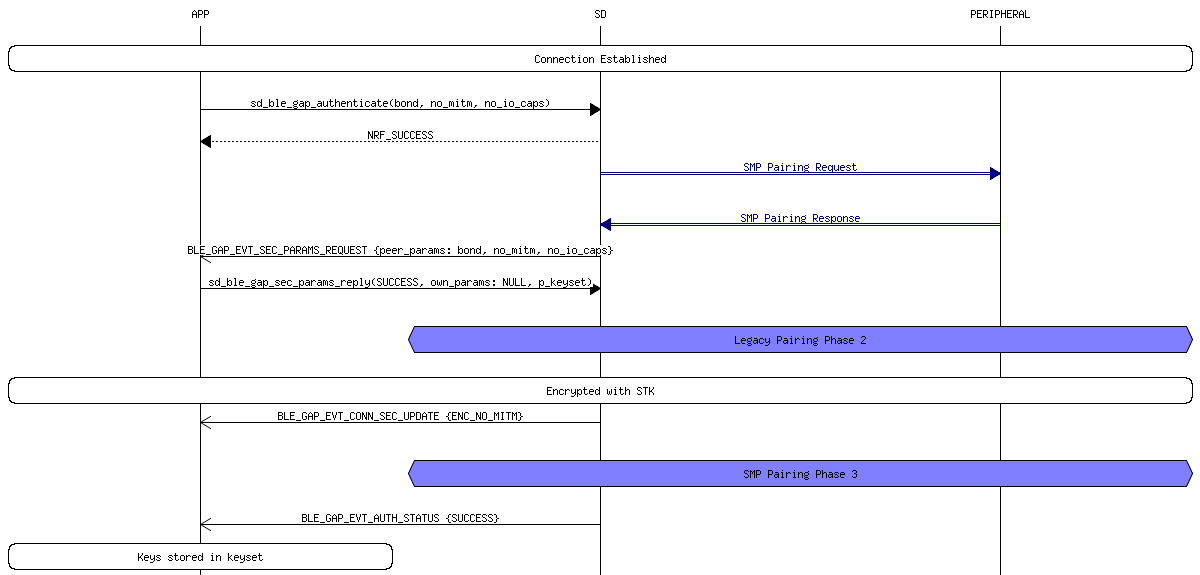 APP SD PERIPHERAL
Connection Established
sd_ble_gap_authenticate(bond, no_mitm, no_io_caps)
NRF_SUCCESS
SMP Pairing Request
SMP Pairing Response
BLE_GAP_EVT_SEC_PARAMS_REQUEST {peer_params: bond, no_mitm, no_io_caps}
sd_ble_gap_sec_params_reply(SUCCESS, own_params: NULL, p_keyset)
Legacy Pairing Phase 2
Encrypted with STK
BLE_GAP_EVT_CONN_SEC_UPDATE {ENC_NO_MITM}
SMP Pairing Phase 3
BLE_GAP_EVT_AUTH_STATUS {SUCCESS}
Keys stored in keyset